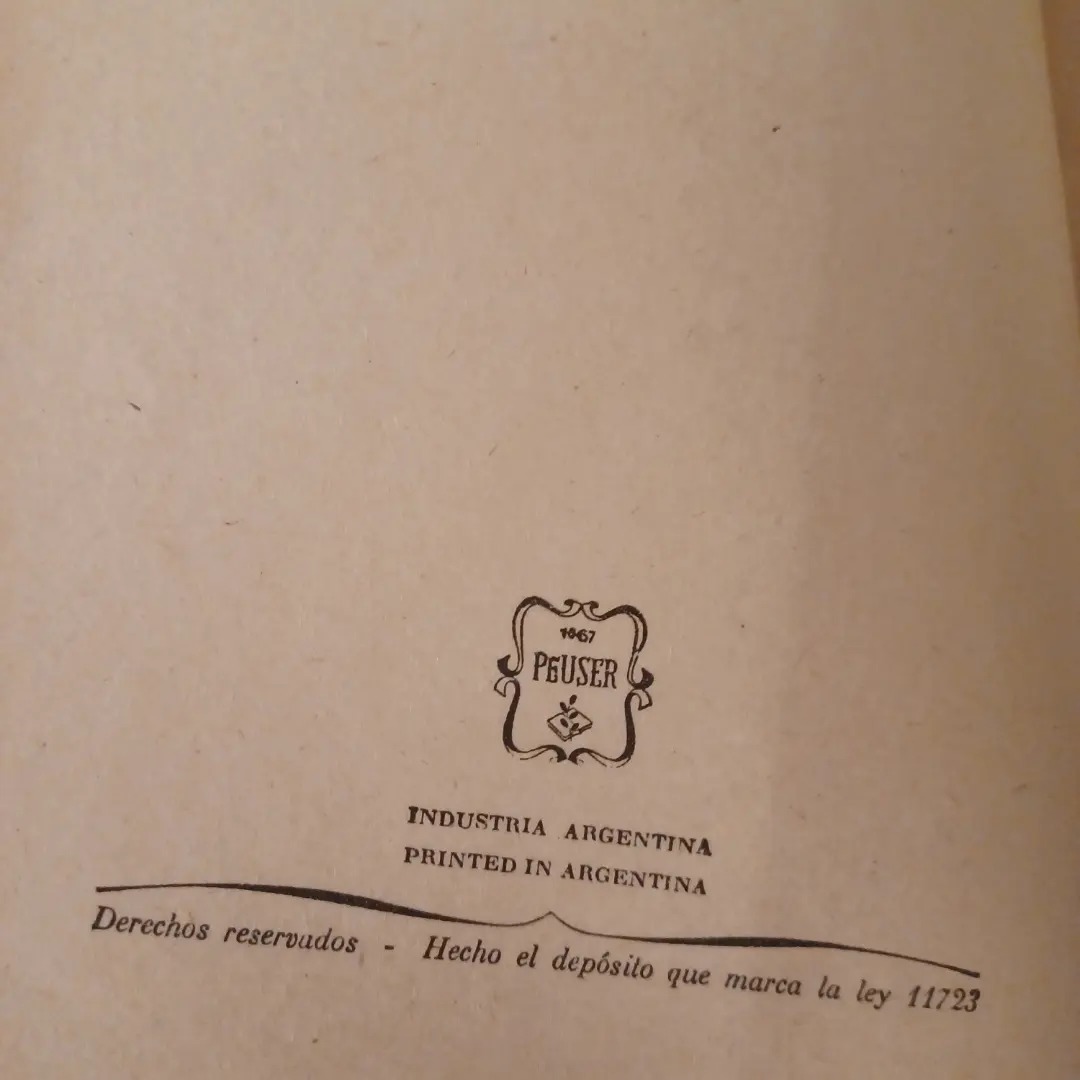 1867
PEUSER
INDUSTRIA ARGENTINA
PRINTED IN ARGENTINA
Derechos reservados - Hecho el depósito que marca la ley 11723